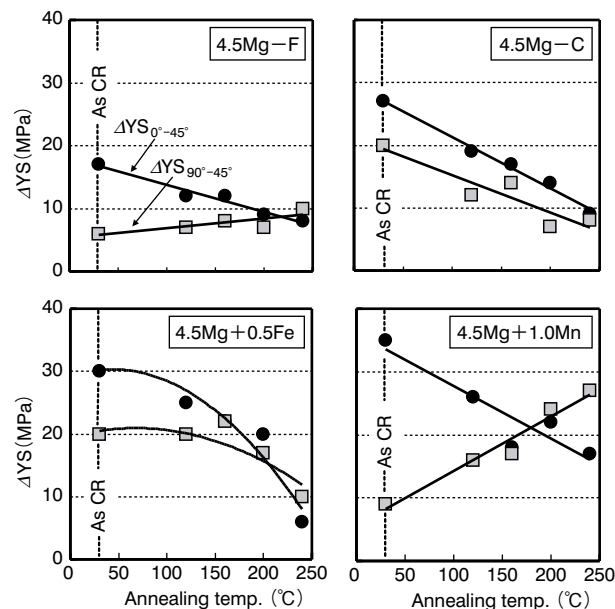 4.5Mg－F
4.5Mg－C
40
30
20
10
0
ΔYS（MPa）
As CR
ΔYS0°−45°
ΔYS90°−45°
As CR
4.5Mg＋0.5Fe
4.5Mg＋1.0Mn
40
30
20
10
0
ΔYS（MPa）
As CR
As CR
0 50 100 150 200 250
0 50 100 150 200 250
Annealing temp.（℃）
Annealing temp.（℃）